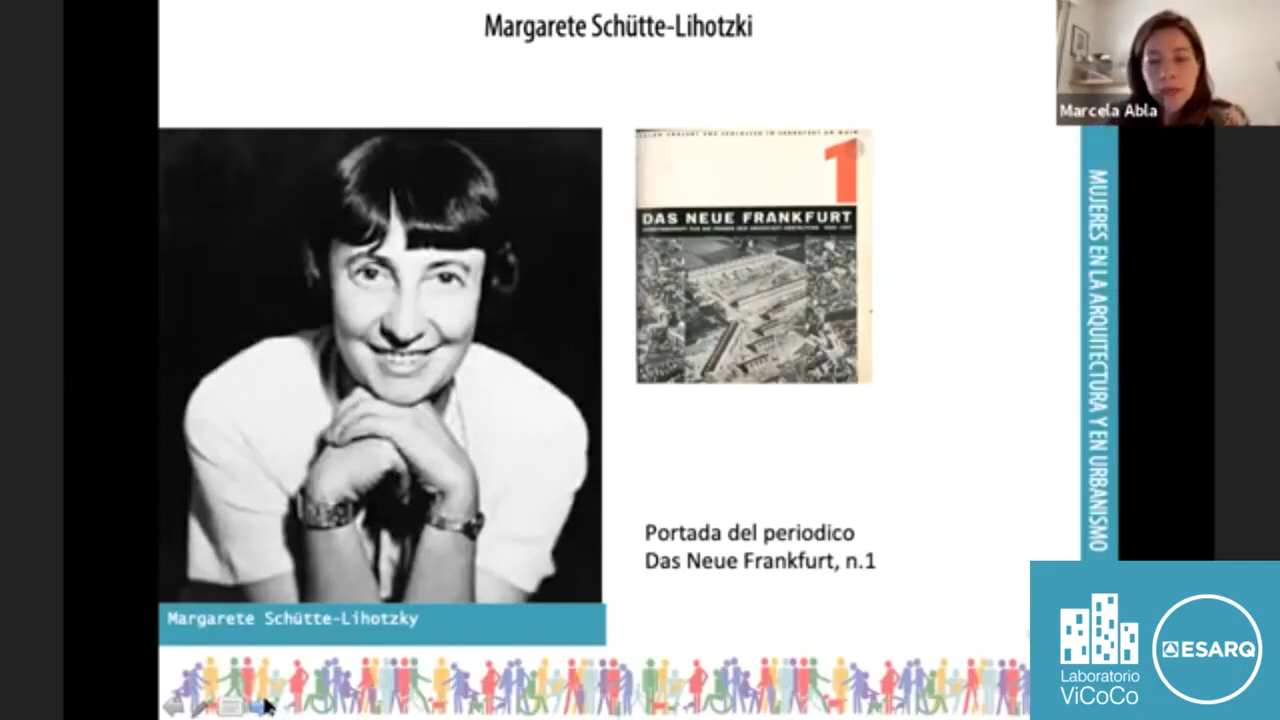 Margarete Schütte-Lihotzki
Marcela Abla
1
DAS NEUE FRANKFURT
MUJERES EN LA ARQUITECTURA Y EN URBANISMO
Portada del periodico
Das Neue Frankfurt, n.1
Margarete Schütte-Lihotzky
Laboratorio
ViCoCo
ESARQ